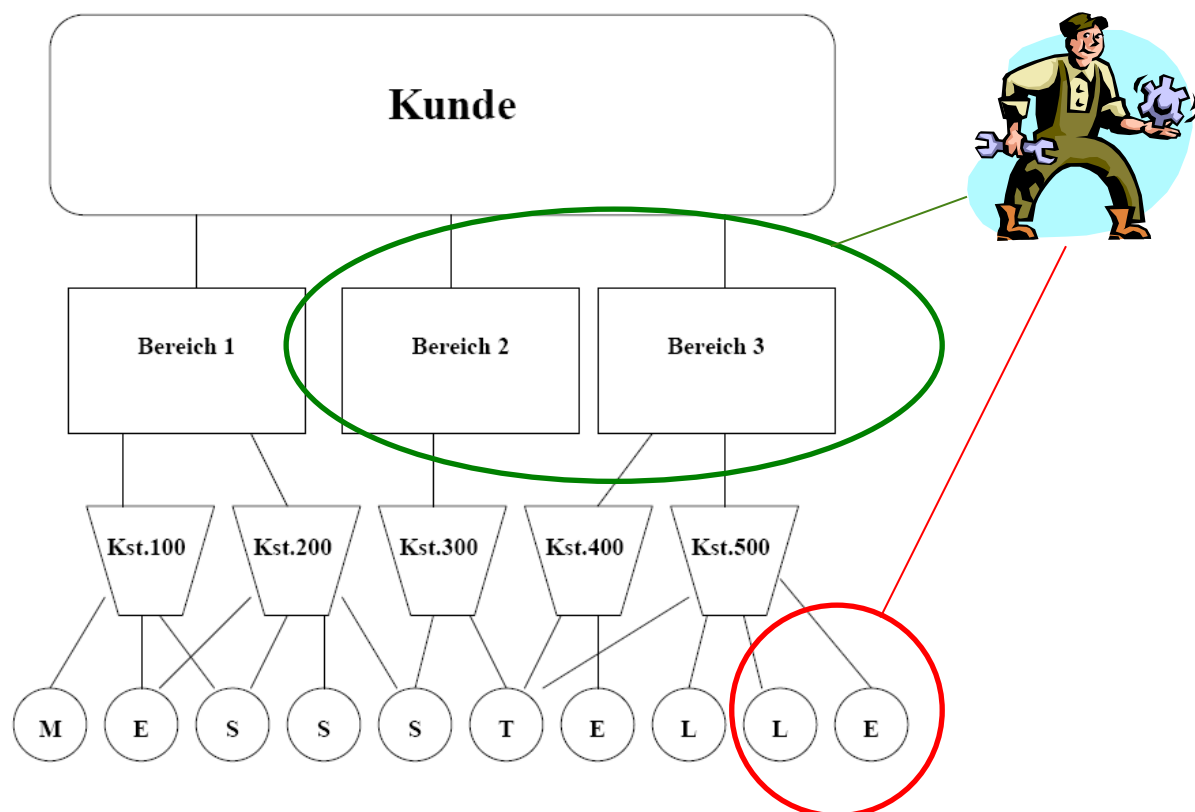 Kunde
Bereich 1 Bereich 2 Bereich 3
Kst.100 Kst.200 Kst.300 Kst.400 Kst.500
M E S S S T E L L E